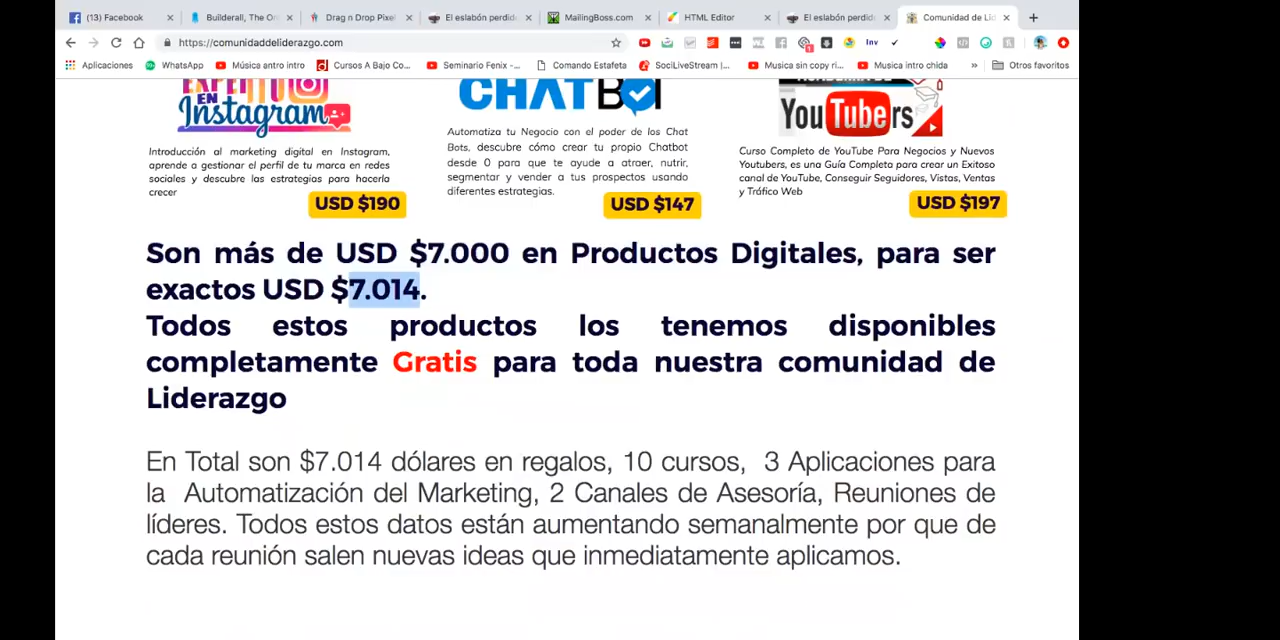 (13) Facebook
Builderall, The On
Drag n Drop Pixel
El eslabón perdid
MailingBoss.com
HTML Editor
El eslabón perdid
Comunidad de Lid
https://comunidaddeliderazgo.com
Inv
Aplicaciones
WhatsApp
Música antro intro
Cursos A Bajo Co...
Seminario Fenix -...
Comando Estafeta
SociLiveStream |...
Musica sin copy ri...
Musica intro chida
»
Otros favoritos
EN
Instagram
CHATBOT
YouTubers
Introducción al marketing digital en Instagram,
aprende a gestionar el perfil de tu marca en redes
sociales y descubre las estrategias para hacerla
crecer
USD $190
Automatiza tu Negocio con el poder de los Chat
Bots, descubre cómo crear tu propio Chatbot
desde 0 para que te ayude a atraer, nutrir,
segmentar y vender a tus prospectos usando
diferentes estrategias.
USD $147
Curso Completo de YouTube Para Negocios y Nuevos
Youtubers, es una Guía Completa para crear un Exitoso
canal de YouTube, Conseguir Seguidores, Vistas, Ventas
y Tráfico Web
USD $197
Son más de USD $7.000 en Productos Digitales, para ser
exactos USD $7.014.
Todos estos productos los tenemos disponibles
completamente Gratis para toda nuestra comunidad de
Liderazgo
En Total son $7.014 dólares en regalos, 10 cursos, 3 Aplicaciones para
la Automatización del Marketing, 2 Canales de Asesoría, Reuniones de
líderes. Todos estos datos están aumentando semanalmente por que de
cada reunión salen nuevas ideas que inmediatamente aplicamos.